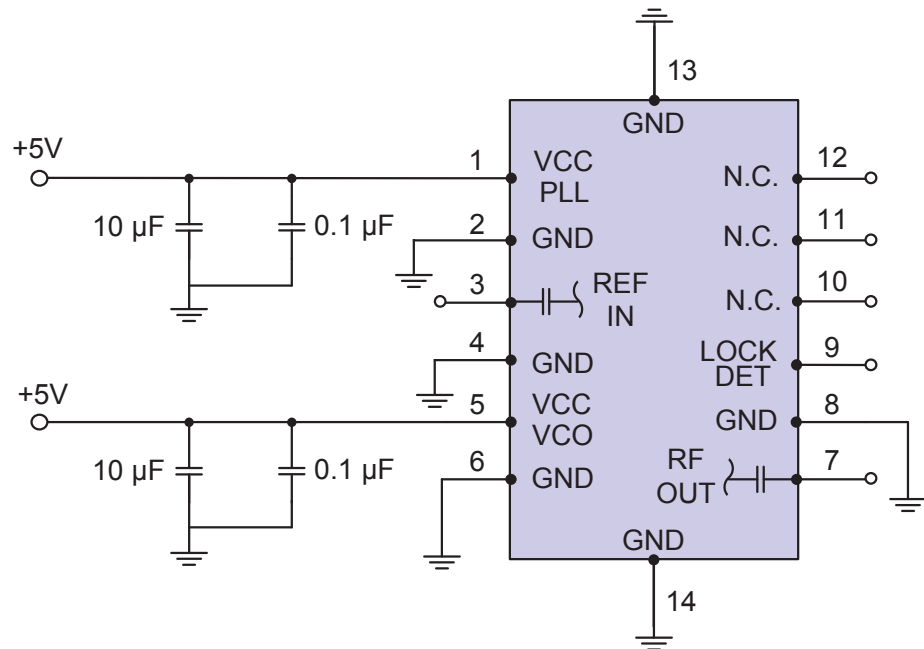 13
GND
+5V
1
VCC
PLL
10 µF
0.1 µF
2
GND
3
REF
IN
4
GND
+5V
5
VCC
VCO
10 µF
0.1 µF
6
GND
12
N.C.
11
N.C.
10
N.C.
9
LOCK
DET
8
GND
7
RF
OUT
GND
14